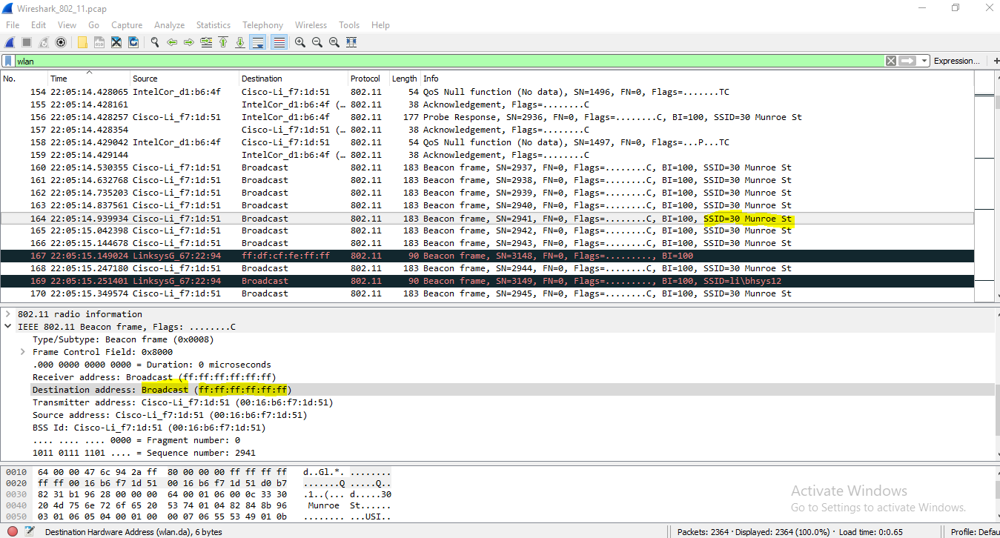 Wireshark_802_11.pcap
File Edit View Go Capture Analyze Statistics Telephony Wireless Tools Help
wlan Expression... +
No. Time Source Destination Protocol Length Info
154 22:05:14.428065 IntelCor_d1:b6:4f Cisco-Li_f7:1d:51 802.11 54 QoS Null function (No data), SN=1496, FN=0, Flags=.......TC
155 22:05:14.428161 IntelCor_d1:b6:4f (… 802.11 38 Acknowledgement, Flags=........C
156 22:05:14.428257 Cisco-Li_f7:1d:51 IntelCor_d1:b6:4f 802.11 177 Probe Response, SN=2936, FN=0, Flags=........C, BI=100, SSID=30 Munroe St
157 22:05:14.428354 Cisco-Li_f7:1d:51 (… 802.11 38 Acknowledgement, Flags=........C
158 22:05:14.429042 IntelCor_d1:b6:4f Cisco-Li_f7:1d:51 802.11 54 QoS Null function (No data), SN=1497, FN=0, Flags=...P...TC
159 22:05:14.429144 IntelCor_d1:b6:4f (… 802.11 38 Acknowledgement, Flags=........C
160 22:05:14.530355 Cisco-Li_f7:1d:51 Broadcast 802.11 183 Beacon frame, SN=2937, FN=0, Flags=........C, BI=100, SSID=30 Munroe St
161 22:05:14.632768 Cisco-Li_f7:1d:51 Broadcast 802.11 183 Beacon frame, SN=2938, FN=0, Flags=........C, BI=100, SSID=30 Munroe St
162 22:05:14.735203 Cisco-Li_f7:1d:51 Broadcast 802.11 183 Beacon frame, SN=2939, FN=0, Flags=........C, BI=100, SSID=30 Munroe St
163 22:05:14.837561 Cisco-Li_f7:1d:51 Broadcast 802.11 183 Beacon frame, SN=2940, FN=0, Flags=........C, BI=100, SSID=30 Munroe St
164 22:05:14.939934 Cisco-Li_f7:1d:51 Broadcast 802.11 183 Beacon frame, SN=2941, FN=0, Flags=........C, BI=100, SSID=30 Munroe St
165 22:05:15.042398 Cisco-Li_f7:1d:51 Broadcast 802.11 183 Beacon frame, SN=2942, FN=0, Flags=........C, BI=100, SSID=30 Munroe St
166 22:05:15.144678 Cisco-Li_f7:1d:51 Broadcast 802.11 183 Beacon frame, SN=2943, FN=0, Flags=........C, BI=100, SSID=30 Munroe St
167 22:05:15.149024 LinksysG_67:22:94 ff:df:cf:fe:ff:ff 802.11 90 Beacon frame, SN=3148, FN=0, Flags=........., BI=100
168 22:05:15.247180 Cisco-Li_f7:1d:51 Broadcast 802.11 183 Beacon frame, SN=2944, FN=0, Flags=........C, BI=100, SSID=30 Munroe St
169 22:05:15.251401 LinksysG_67:22:94 Broadcast 802.11 90 Beacon frame, SN=3149, FN=0, Flags=........., BI=100, SSID=li\bhsys12
170 22:05:15.349574 Cisco-Li_f7:1d:51 Broadcast 802.11 183 Beacon frame, SN=2945, FN=0, Flags=........C, BI=100, SSID=30 Munroe St
802.11 radio information
IEEE 802.11 Beacon frame, Flags: ........C
Type/Subtype: Beacon frame (0x0008)
Frame Control Field: 0x8000
.000 0000 0000 0000 = Duration: 0 microseconds
Receiver address: Broadcast (ff:ff:ff:ff:ff:ff)
Destination address: Broadcast (ff:ff:ff:ff:ff:ff)
Transmitter address: Cisco-Li_f7:1d:51 (00:16:b6:f7:1d:51)
Source address: Cisco-Li_f7:1d:51 (00:16:b6:f7:1d:51)
BSS Id: Cisco-Li_f7:1d:51 (00:16:b6:f7:1d:51)
.... .... .... 0000 = Fragment number: 0
1011 0111 1101 .... = Sequence number: 2941
0010 64 00 00 47 6c 94 2a ff 80 00 00 00 ff ff ff ff d..Gl.*. ........
0020 ff ff 00 16 b6 f7 1d 51 00 16 b6 f7 1d 51 d0 b7 .......Q .....Q..
0030 82 31 b1 96 28 00 00 00 64 00 01 06 00 0c 33 30 .1..(... d.....30
0040 20 4d 75 6e 72 6f 65 20 53 74 01 04 82 84 8b 96 Munroe St......
0050 03 01 06 05 04 00 01 00 00 07 06 55 53 49 01 0b ........ ...USI..
Activate Windows
Go to Settings to activate Windows.
Destination Hardware Address (wlan.da), 6 bytes Packets: 2364 · Displayed: 2364 (100.0%) · Load time: 0:0.65 Profile: Defau